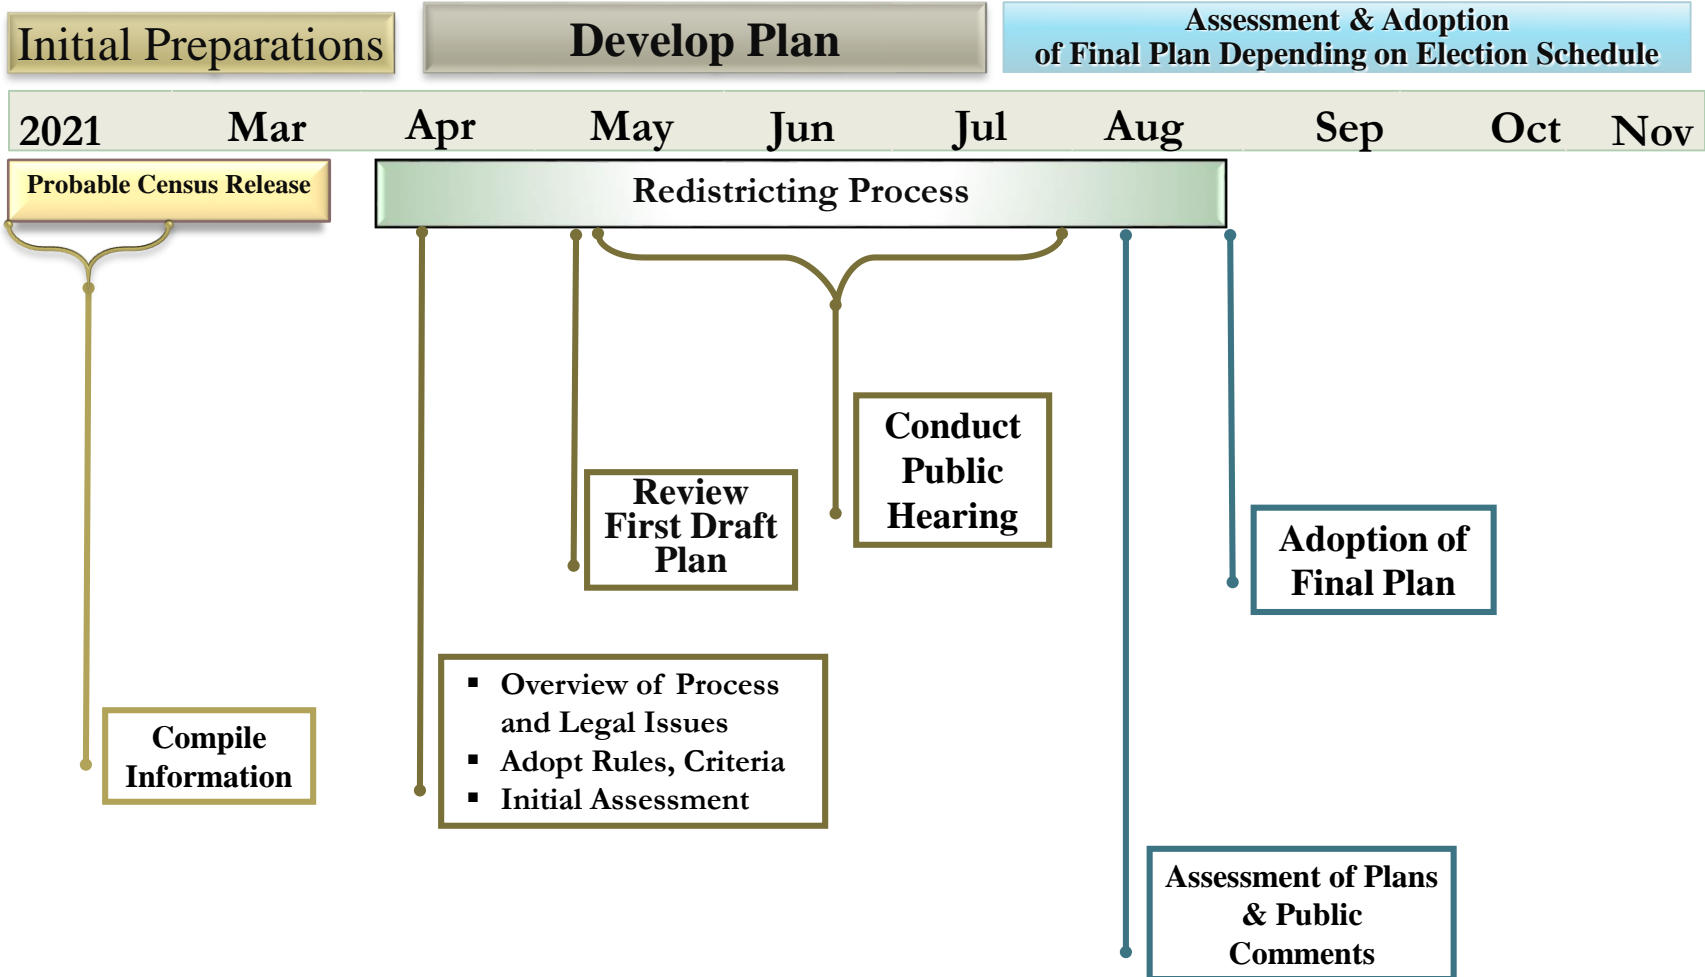 Initial Preparations
Develop Plan
Assessment & Adoption
of Final Plan Depending on Election Schedule
2021 Mar Apr May Jun Jul Aug Sep Oct Nov
Probable Census Release
Redistricting Process
Conduct
Public
Hearing
Review
First Draft
Plan
Adoption of
Final Plan
▪ Overview of Process
and Legal Issues
▪ Adopt Rules, Criteria
▪ Initial Assessment
Compile
Information
Assessment of Plans
& Public
Comments